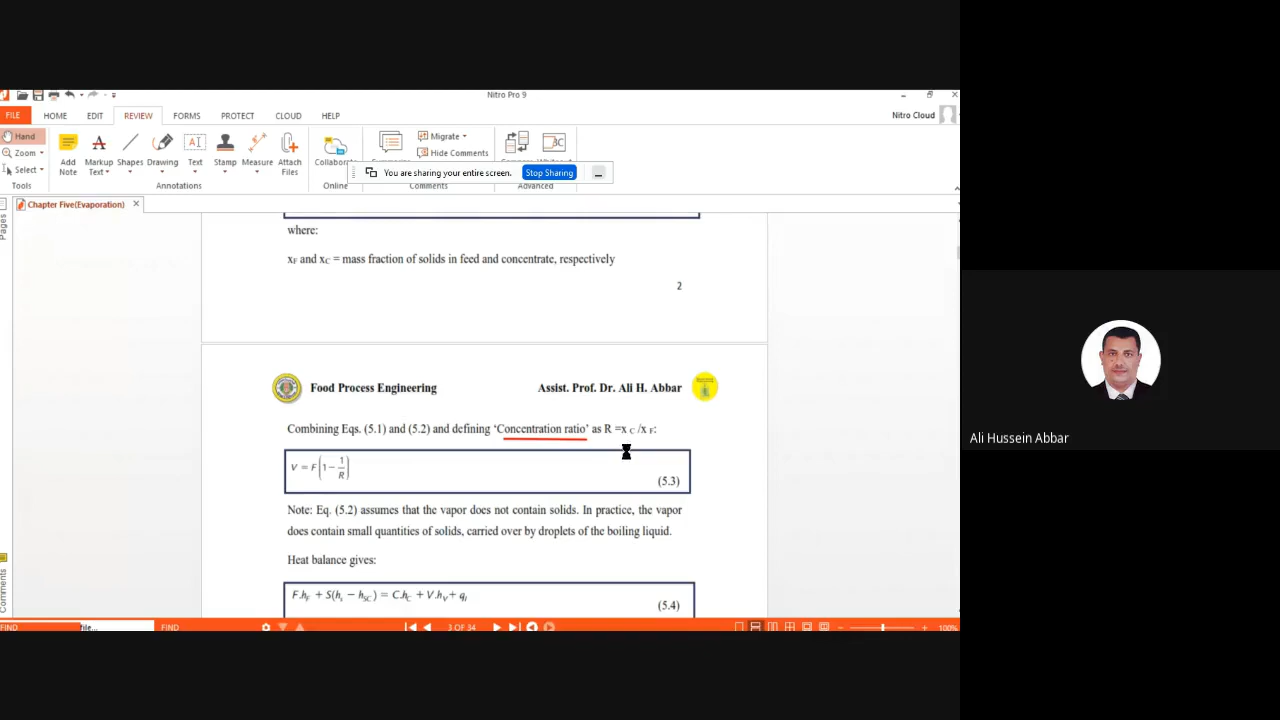 Nitro Pro 9
FILE HOME EDIT REVIEW FORMS PROTECT CLOUD HELP Nitro Cloud
Hand
Zoom
Select
Tools
Add Note
Markup Text
Shapes
Drawing
Text
Stamp
Measure
Attach Files
Annotations
Online
Migrate
Hide Comments
Comments
Advanced
You are sharing your entire screen. Stop Sharing
Chapter Five(Evaporation)
Pages
where:
xF and xC = mass fraction of solids in feed and concentrate, respectively
2
Food Process Engineering Assist. Prof. Dr. Ali H. Abbar
Combining Eqs. (5.1) and (5.2) and defining ‘Concentration ratio’ as R =x C /x F:
V = F(1 − 1/R)
(5.3)
Note: Eq. (5.2) assumes that the vapor does not contain solids. In practice, the vapor
does contain small quantities of solids, carried over by droplets of the boiling liquid.
Heat balance gives:
F.hF + S(hs − hSC) = C.hC + V.hV + ql
(5.4)
Comments
FIND file... FIND 3 OF 34 100%
Ali Hussein Abbar